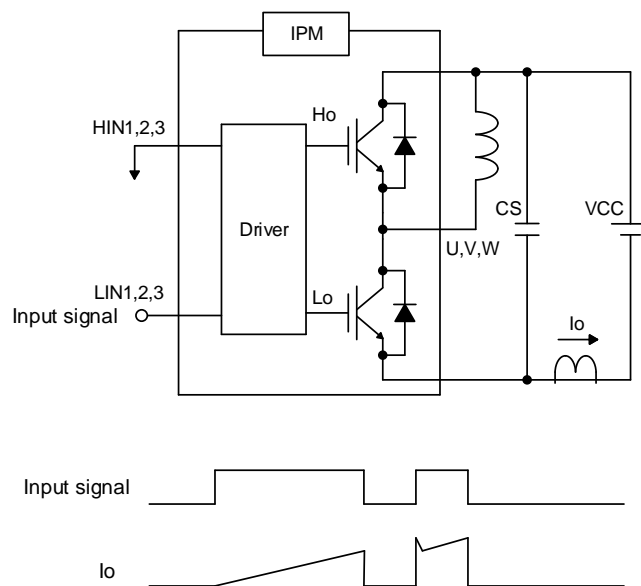 IPM
HIN1,2,3
Ho
Driver
CS
VCC
U,V,W
LIN1,2,3
Lo
Input signal
Io
Input signal
Io